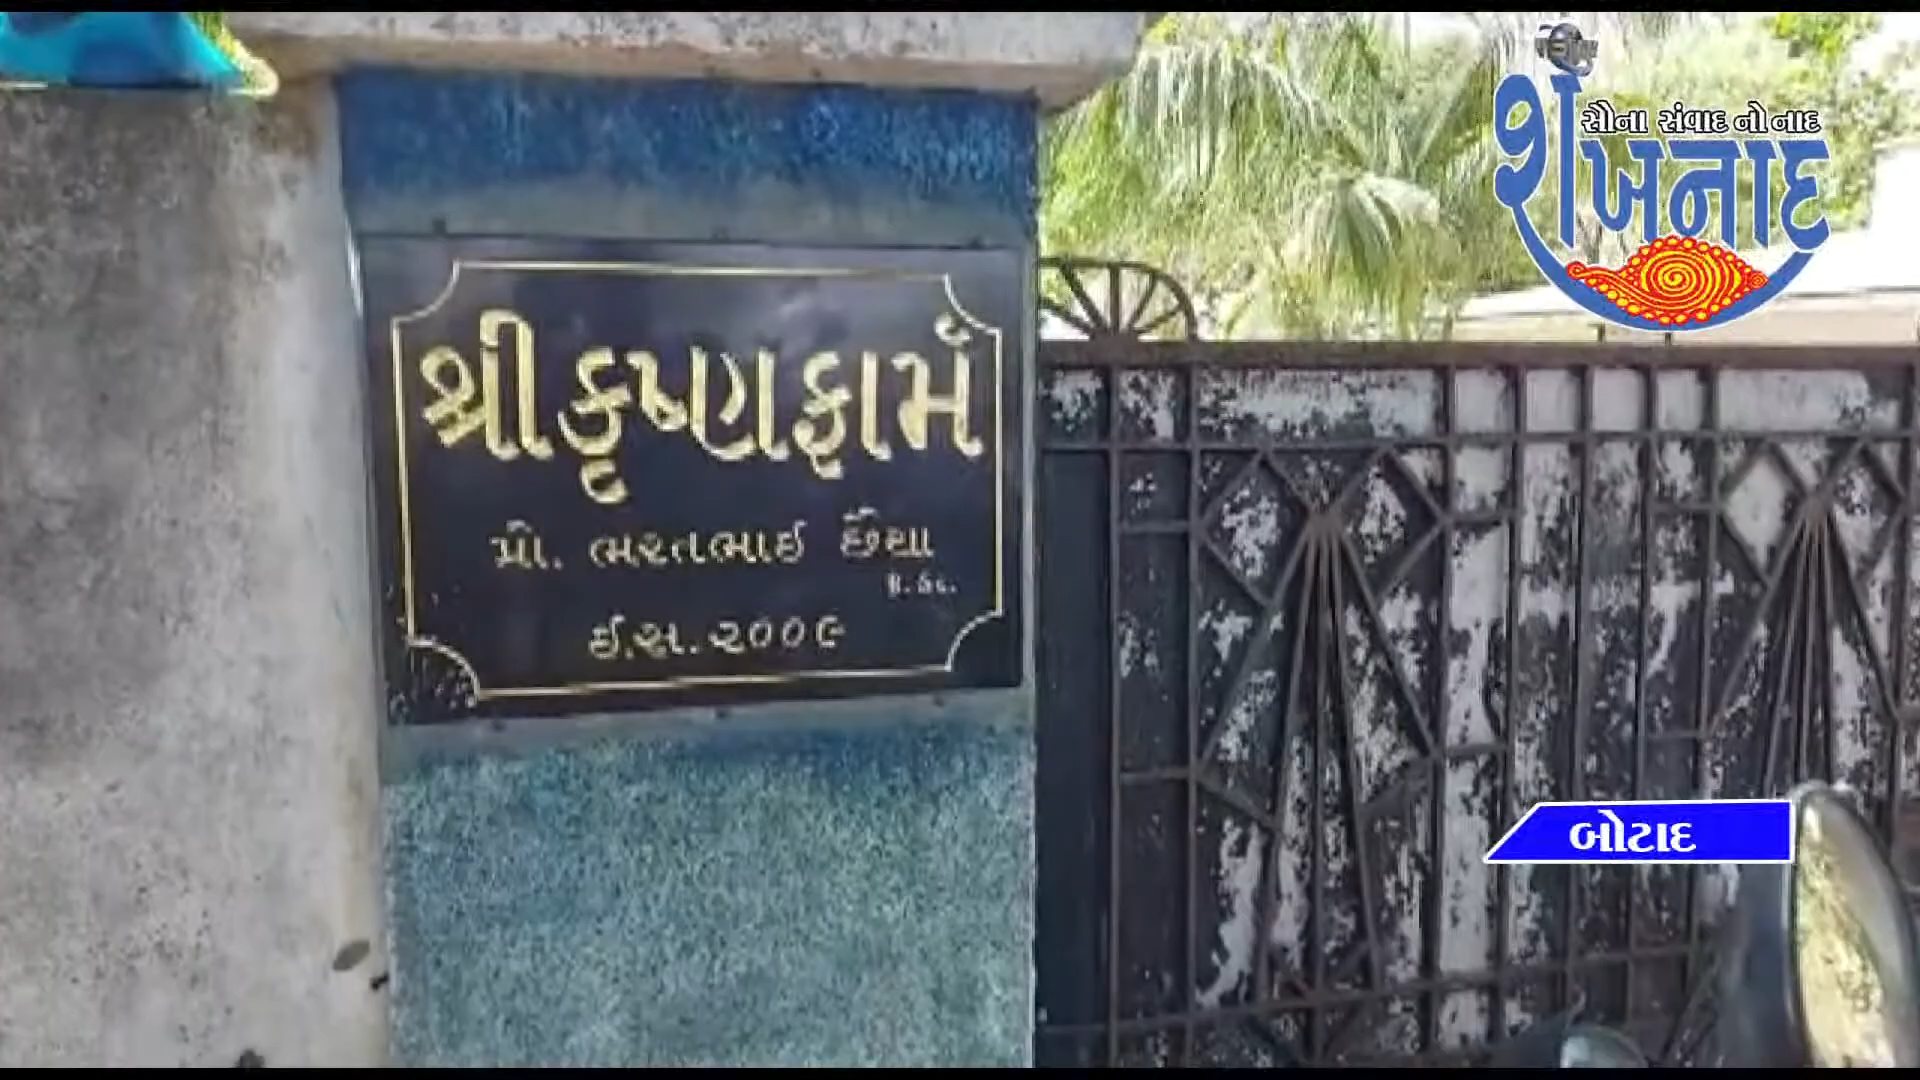 શ્રીકૃષ્ણફાર્મ
પ્રો. ભરતભાઈ છૈયા
ઈ.સ. ૨૦૦૯
સૌના સંવાદ નો નાદ
શંખનાદ
બોટાદ